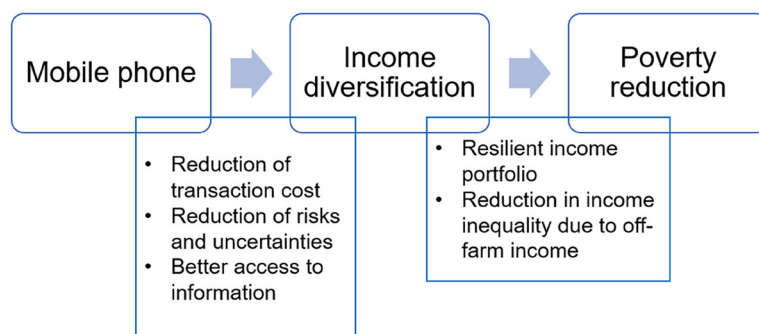 Mobile phone
Income
diversification
Poverty
reduction
• Reduction of
transaction cost
• Reduction of risks
and uncertainties
• Better access to
information
• Resilient income
portfolio
• Reduction in income
inequality due to off-
farm income